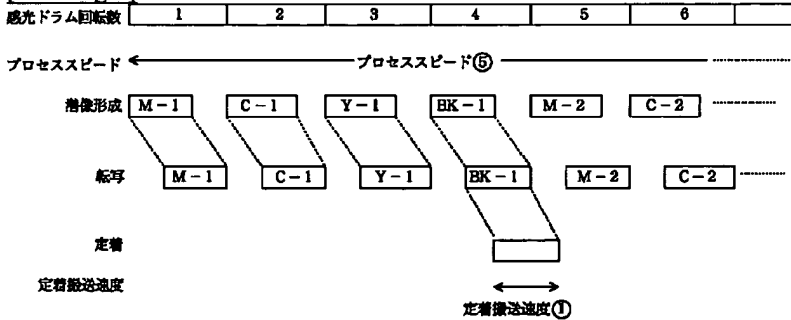 感光ドラム回転数 1 2 3 4 5 6
プロセススピード プロセススピード⑤
潜像形成 M-1 C-1 Y-1 BK-1 M-2 C-2
転写 M-1 C-1 Y-1 BK-1 M-2 C-2
定着
定着搬送速度
定着搬送速度①